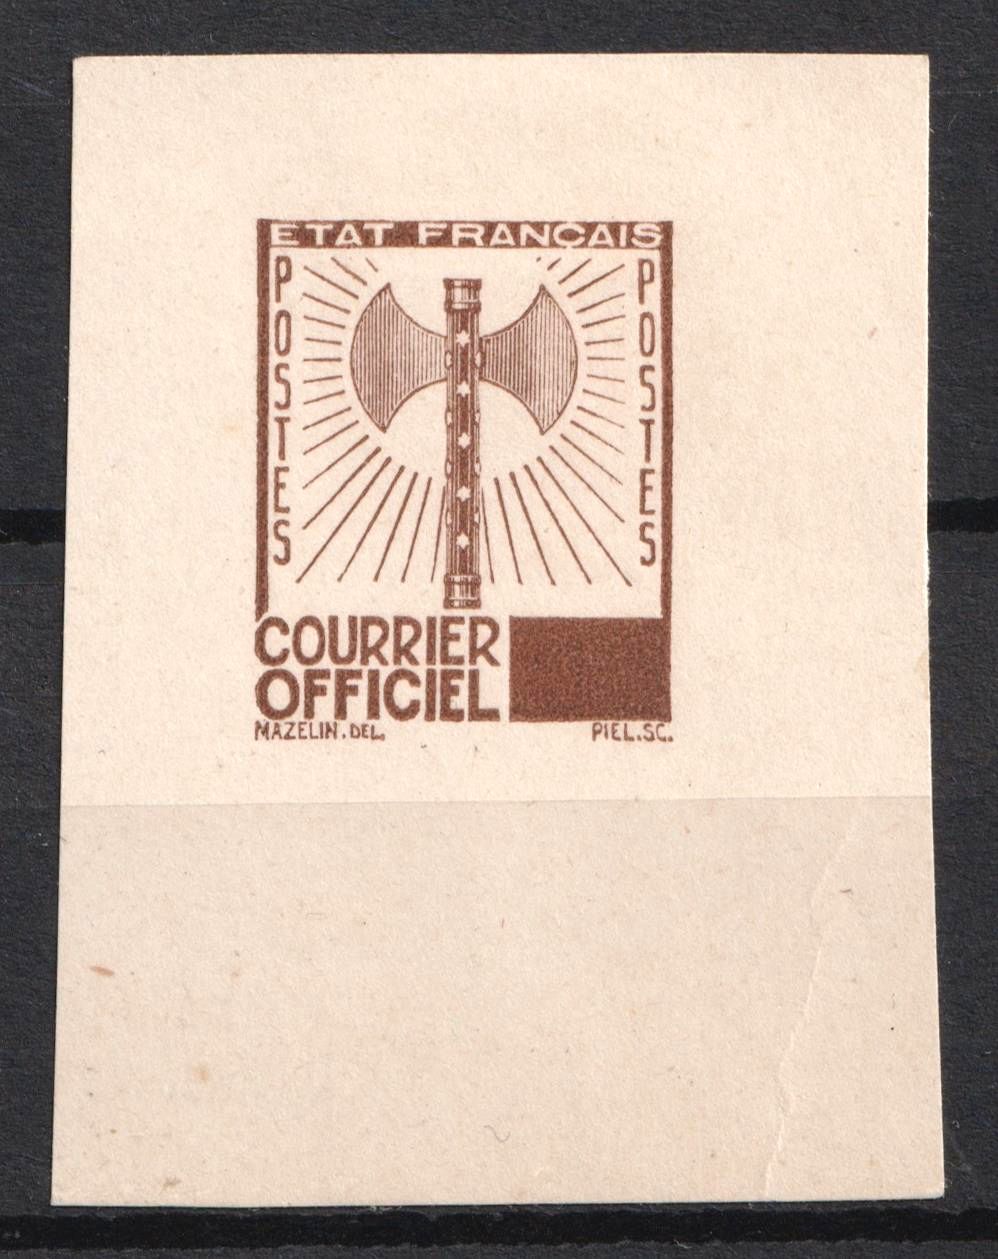 ETAT FRANÇAIS
POSTES
POSTES
COURRIER
OFFICIEL
MAZELIN.DEL.
PIEL.SC.